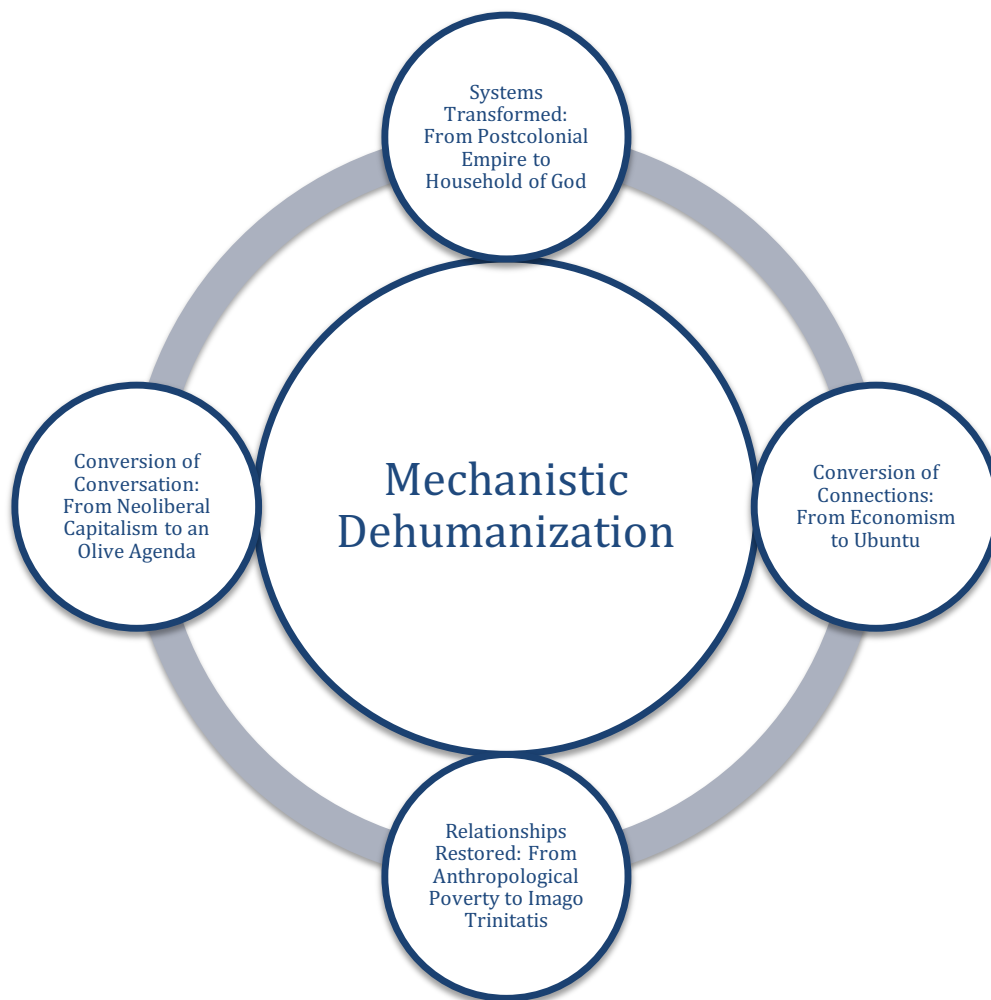 Systems
Transformed:
From Postcolonial
Empire to
Household of God
Conversion of
Conversation:
From Neoliberal
Capitalism to an
Olive Agenda
Mechanistic
Dehumanization
Conversion of
Connections:
From Economism
to Ubuntu
Relationships
Restored: From
Anthropological
Poverty to Imago
Trinitatis